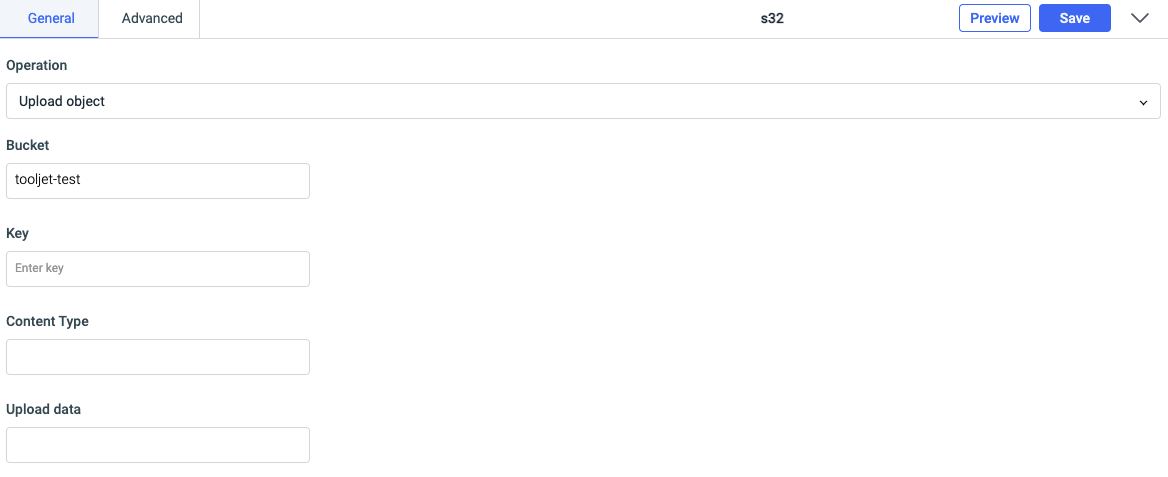 General Advanced s32 Preview Save
Operation
Upload object
Bucket
tooljet-test
Key
Enter key
Content Type
Upload data